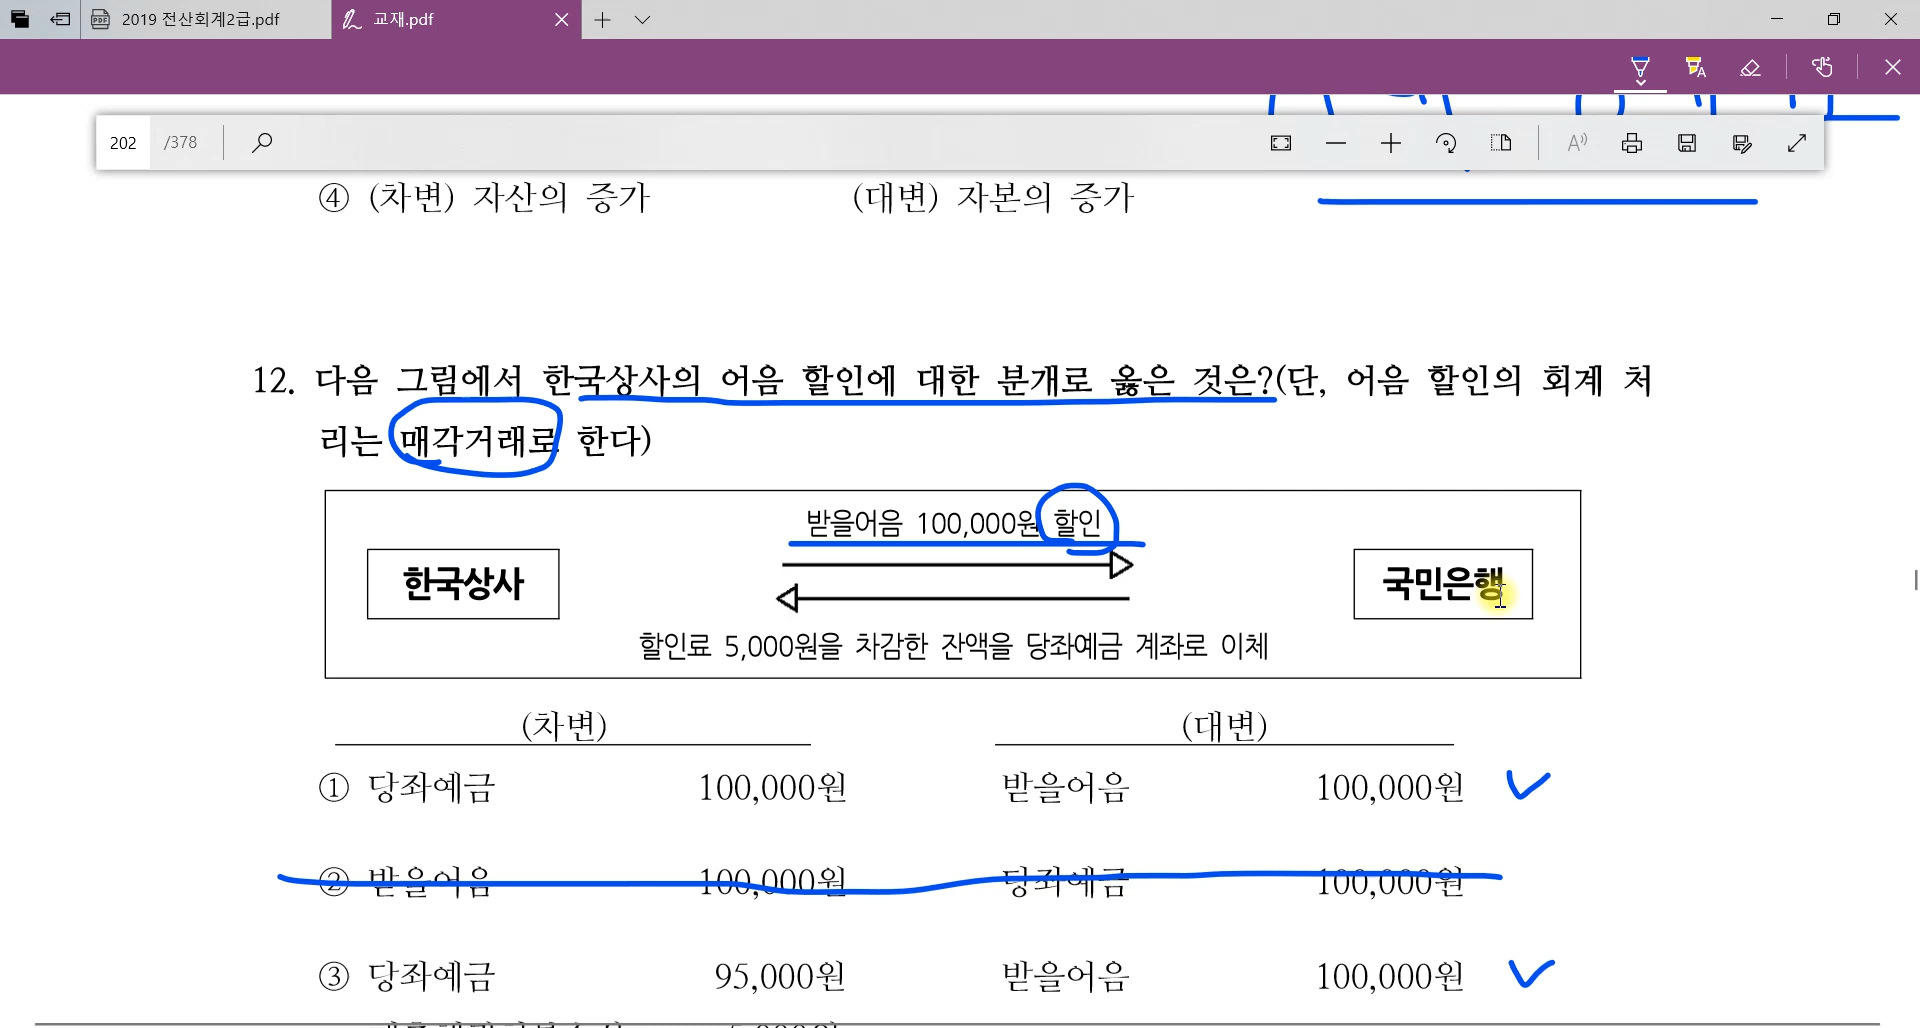 2019 전산회계2급.pdf
교재.pdf
202 /378
④ (차변) 자산의 증가 (대변) 자본의 증가
12. 다음 그림에서 한국상사의 어음 할인에 대한 분개로 옳은 것은?(단, 어음 할인의 회계 처
리는 매각거래로 한다)
받을어음 100,000원 할인
한국상사 국민은행
할인료 5,000원을 차감한 잔액을 당좌예금 계좌로 이체
(차변) (대변)
① 당좌예금 100,000원 받을어음 100,000원
② 받을어음 100,000원 당좌예금 100,000원
③ 당좌예금 95,000원 받을어음 100,000원